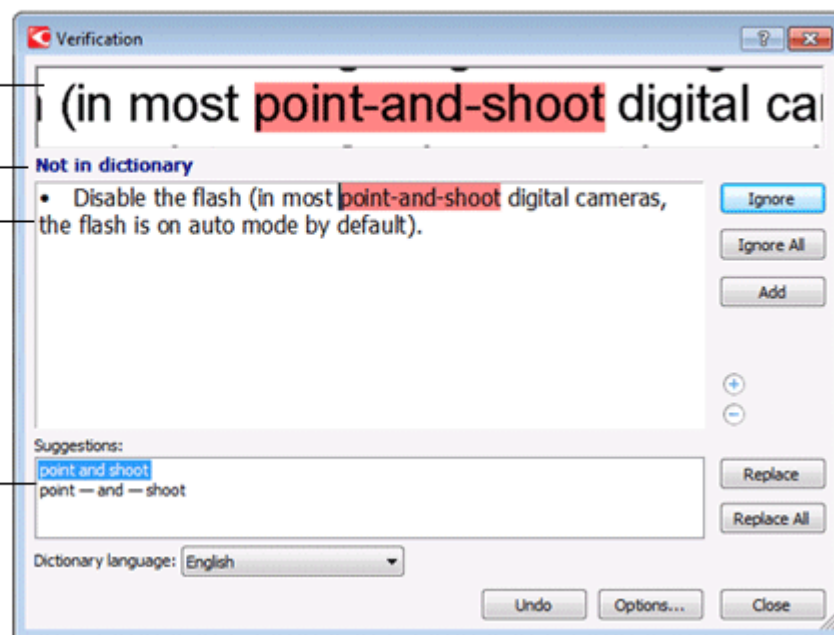 Verification
(in most point-and-shoot digital
Not in dictionary
• Disable the flash (in most point-and-shoot digital cameras,
the flash is on auto mode by default).
Ignore
Ignore All
Add
Suggestions:
point and shoot
point — and — shoot
Replace
Replace All
Dictionary language: English
Undo Options... Close